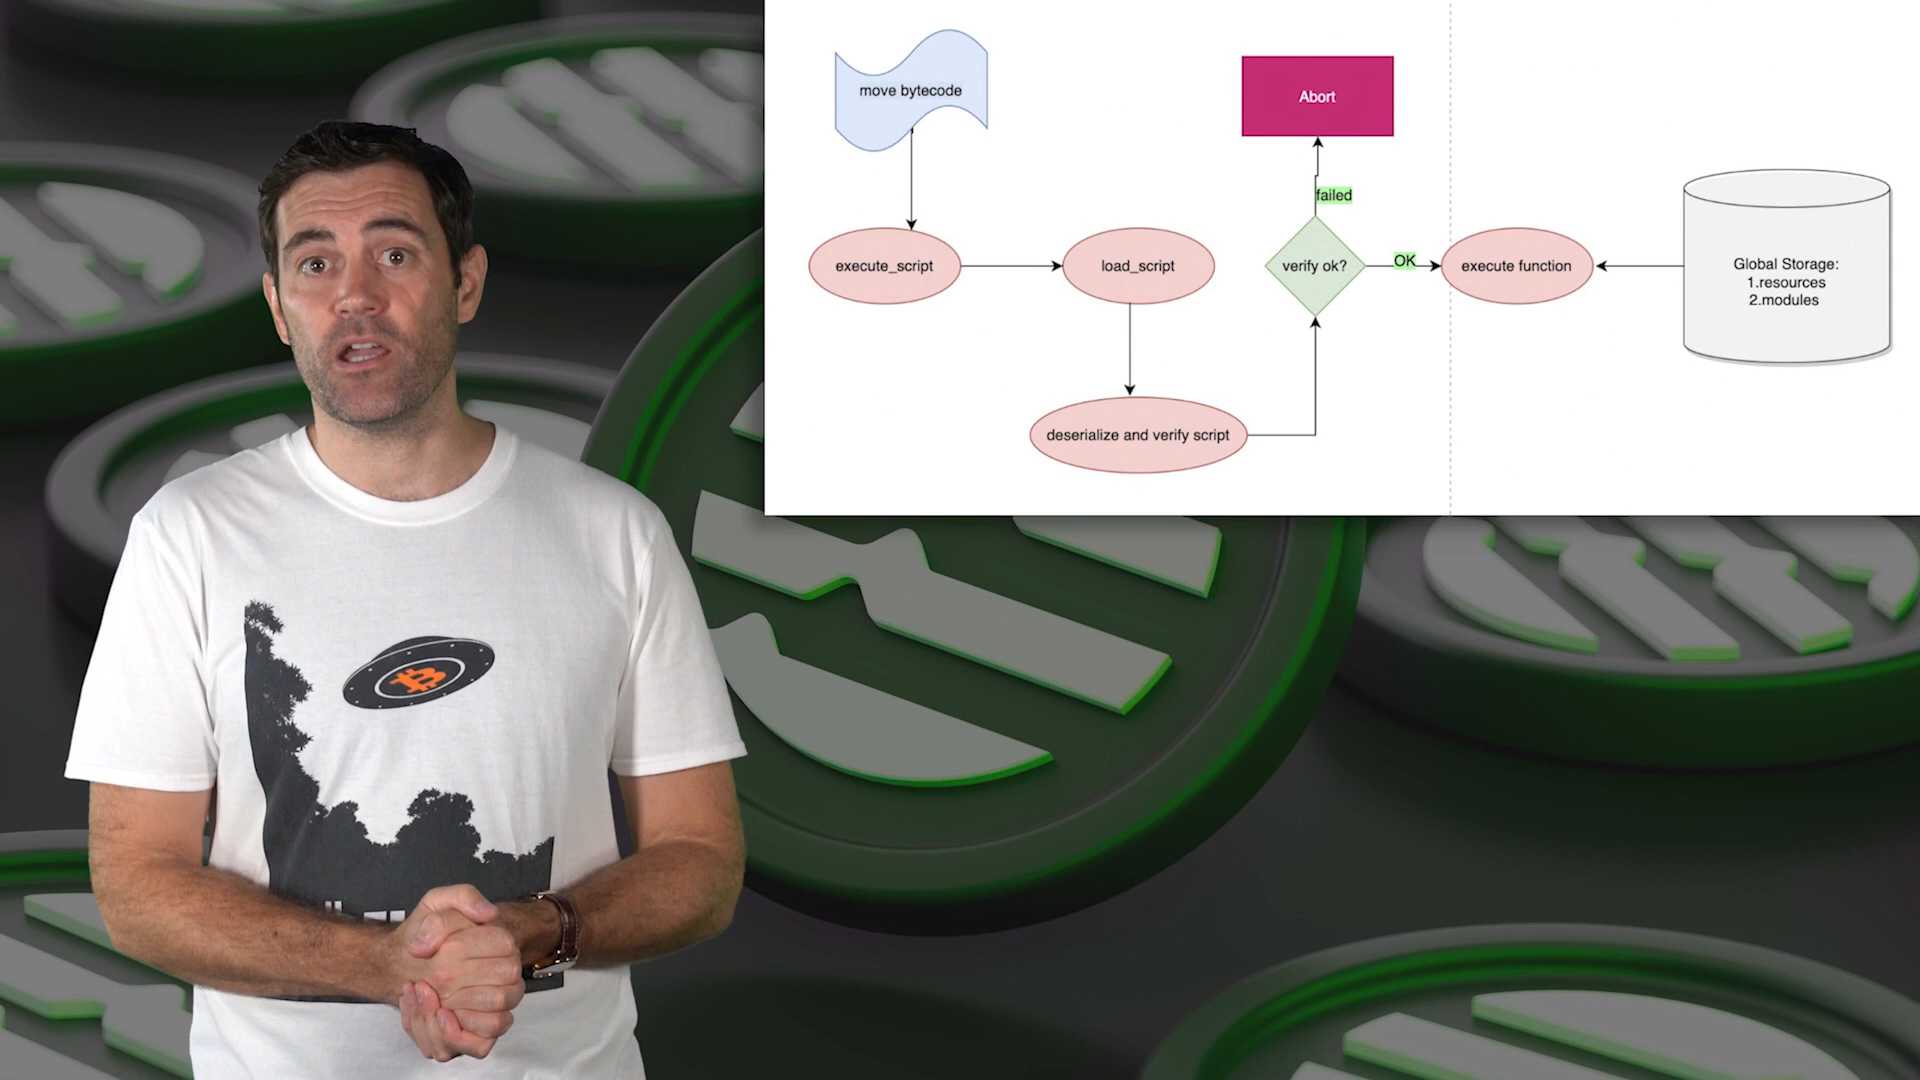 move bytecode
Abort
failed
execute_script
load_script
verify ok?
OK
execute function
Global Storage:
1.resources
2.modules
deserialize and verify script